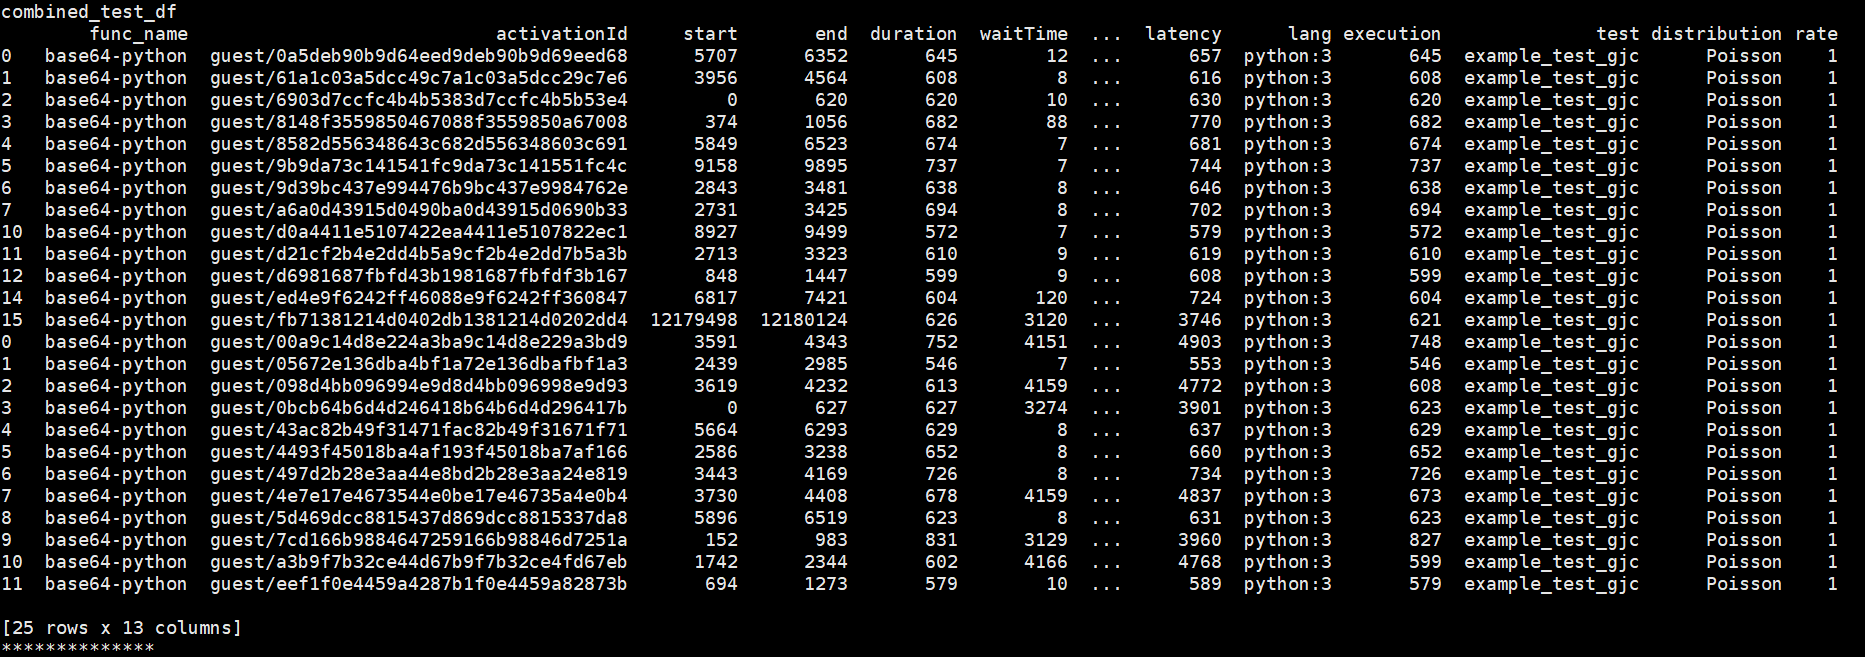 combined_test_df
func_name activationId start end duration waitTime ... latency lang execution test distribution rate
0 base64-python guest/0a5deb90b9d64eed9deb90b9d69eed68 5707 6352 645 12 ... 657 python:3 645 example_test_gjc Poisson 1
1 base64-python guest/61a1c03a5dcc49c7a1c03a5dcc29c7e6 3956 4564 608 8 ... 616 python:3 608 example_test_gjc Poisson 1
2 base64-python guest/6903d7ccfc4b4b5383d7ccfc4b5b53e4 0 620 620 10 ... 630 python:3 620 example_test_gjc Poisson 1
3 base64-python guest/8148f3559850467088f3559850a67008 374 1056 682 88 ... 770 python:3 682 example_test_gjc Poisson 1
4 base64-python guest/8582d556348643c682d556348603c691 5849 6523 674 7 ... 681 python:3 674 example_test_gjc Poisson 1
5 base64-python guest/9b9da73c141541fc9da73c141551fc4c 9158 9895 737 7 ... 744 python:3 737 example_test_gjc Poisson 1
6 base64-python guest/9d39bc437e994476b9bc437e9984762e 2843 3481 638 8 ... 646 python:3 638 example_test_gjc Poisson 1
7 base64-python guest/a6a0d43915d0490ba0d43915d0690b33 2731 3425 694 8 ... 702 python:3 694 example_test_gjc Poisson 1
10 base64-python guest/d0a4411e5107422ea4411e5107822ec1 8927 9499 572 7 ... 579 python:3 572 example_test_gjc Poisson 1
11 base64-python guest/d21cf2b4e2dd4b5a9cf2b4e2dd7b5a3b 2713 3323 610 9 ... 619 python:3 610 example_test_gjc Poisson 1
12 base64-python guest/d6981687fbfd43b1981687fbfdf3b167 848 1447 599 9 ... 608 python:3 599 example_test_gjc Poisson 1
14 base64-python guest/ed4e9f6242ff46088e9f6242ff360847 6817 7421 604 120 ... 724 python:3 604 example_test_gjc Poisson 1
15 base64-python guest/fb71381214d0402db1381214d0202dd4 12179498 12180124 626 3120 ... 3746 python:3 621 example_test_gjc Poisson 1
0 base64-python guest/00a9c14d8e224a3ba9c14d8e229a3bd9 3591 4343 752 4151 ... 4903 python:3 748 example_test_gjc Poisson 1
1 base64-python guest/05672e136dba4bf1a72e136dbafbf1a3 2439 2985 546 7 ... 553 python:3 546 example_test_gjc Poisson 1
2 base64-python guest/098d4bb096994e9d8d4bb096998e9d93 3619 4232 613 4159 ... 4772 python:3 608 example_test_gjc Poisson 1
3 base64-python guest/0bcb64b6d4d246418b64b6d4d296417b 0 627 627 3274 ... 3901 python:3 623 example_test_gjc Poisson 1
4 base64-python guest/43ac82b49f31471fac82b49f31671f71 5664 6293 629 8 ... 637 python:3 629 example_test_gjc Poisson 1
5 base64-python guest/4493f45018ba4af193f45018ba7af166 2586 3238 652 8 ... 660 python:3 652 example_test_gjc Poisson 1
6 base64-python guest/497d2b28e3aa44e8bd2b28e3aa24e819 3443 4169 726 8 ... 734 python:3 726 example_test_gjc Poisson 1
7 base64-python guest/4e7e17e4673544e0be17e46735a4e0b4 3730 4408 678 4159 ... 4837 python:3 673 example_test_gjc Poisson 1
8 base64-python guest/5d469dcc8815437d869dcc8815337da8 5896 6519 623 8 ... 631 python:3 623 example_test_gjc Poisson 1
9 base64-python guest/7cd166b9884647259166b98846d7251a 152 983 831 3129 ... 3960 python:3 827 example_test_gjc Poisson 1
10 base64-python guest/a3b9f7b32ce44d67b9f7b32ce4fd67eb 1742 2344 602 4166 ... 4768 python:3 599 example_test_gjc Poisson 1
11 base64-python guest/eef1f0e4459a4287b1f0e4459a82873b 694 1273 579 10 ... 589 python:3 579 example_test_gjc Poisson 1
[25 rows x 13 columns]
**************